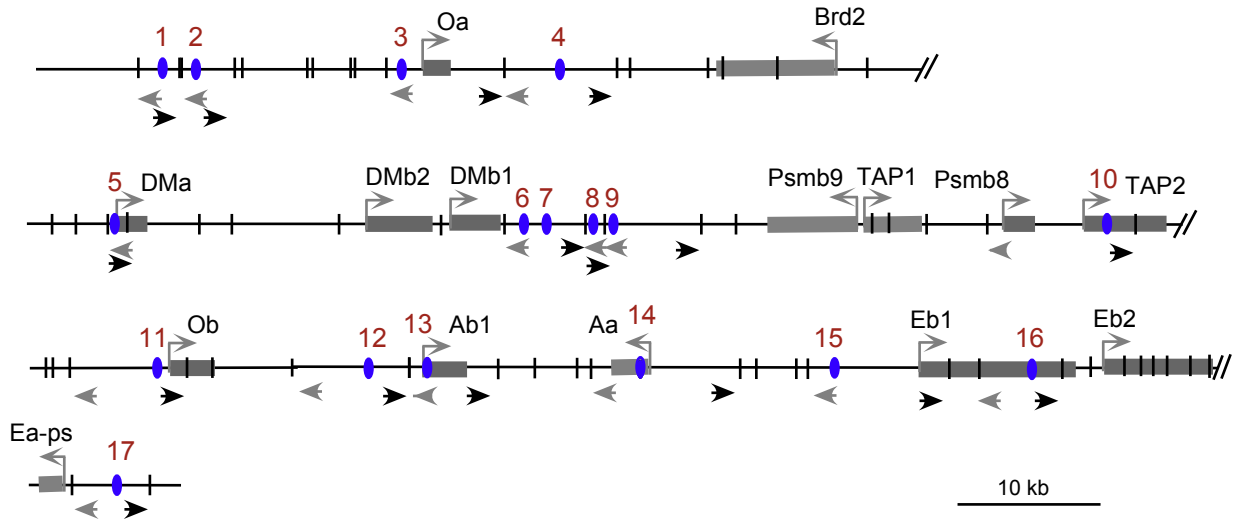 1 2 3 Oa 4 Brd2
5 DMa DMb2 DMb1 6 7 8 9 Psmb9 TAP1 Psmb8 10 TAP2
11 Ob 12 13 Ab1 Aa 14 15 Eb1 16 Eb2
Ea-ps 17 10 kb